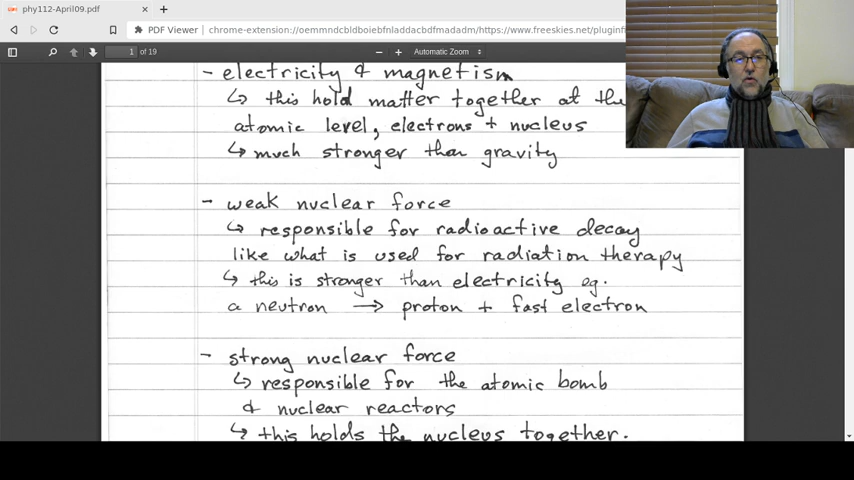 phy112-April09.pdf
PDF Viewer | chrome-extension://oemmndcbldboiebfnladdacbdfmadadm/https://www.freeskies.net/pluginfi
1 of 19
Automatic Zoom
- electricity & magnetism
↳ this hold matter together at the
atomic level, electrons + nucleus
↳ much stronger than gravity
- weak nuclear force
↳ responsible for radioactive decay
like what is used for radiation therapy
↳ this is stronger than electricity eg.
a neutron → proton + fast electron
- strong nuclear force
↳ responsible for the atomic bomb
& nuclear reactors
↳ this holds the nucleus together.